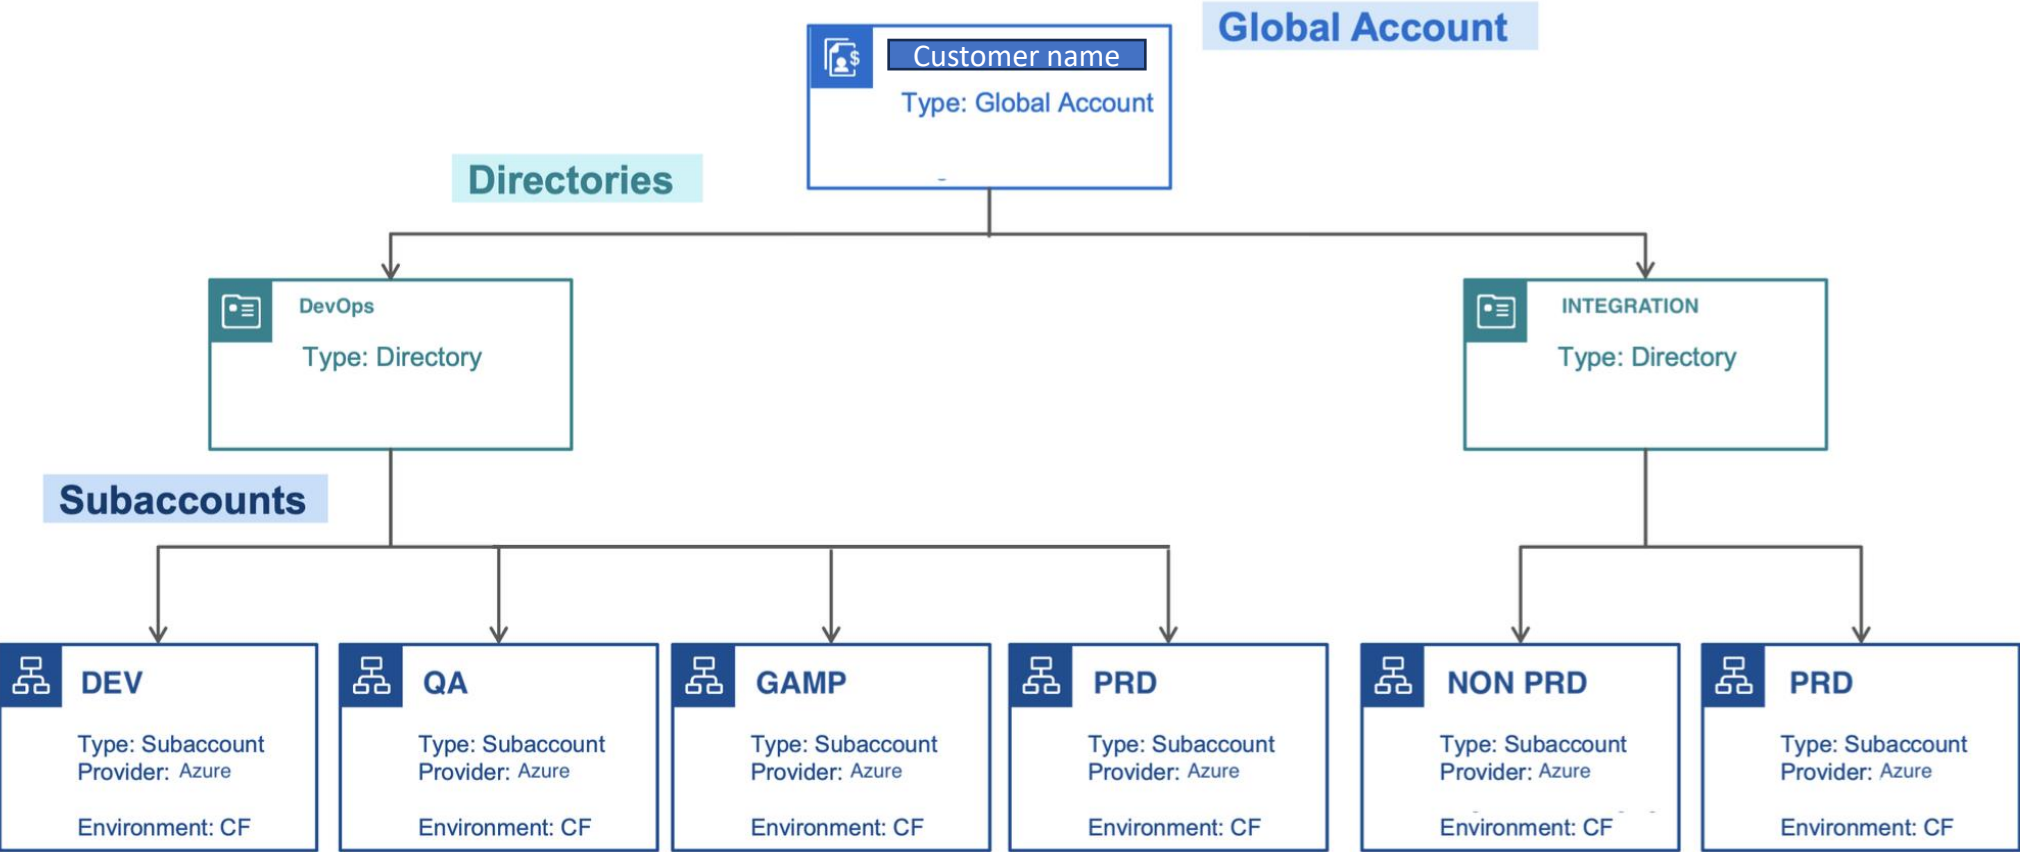 Global Account
Customer name
Type: Global Account
Directories
DevOps
Type: Directory
INTEGRATION
Type: Directory
Subaccounts
DEV
Type: Subaccount
Provider: Azure
Environment: CF
QA
Type: Subaccount
Provider: Azure
Environment: CF
GAMP
Type: Subaccount
Provider: Azure
Environment: CF
PRD
Type: Subaccount
Provider: Azure
Environment: CF
NON PRD
Type: Subaccount
Provider: Azure
Environment: CF
PRD
Type: Subaccount
Provider: Azure
Environment: CF